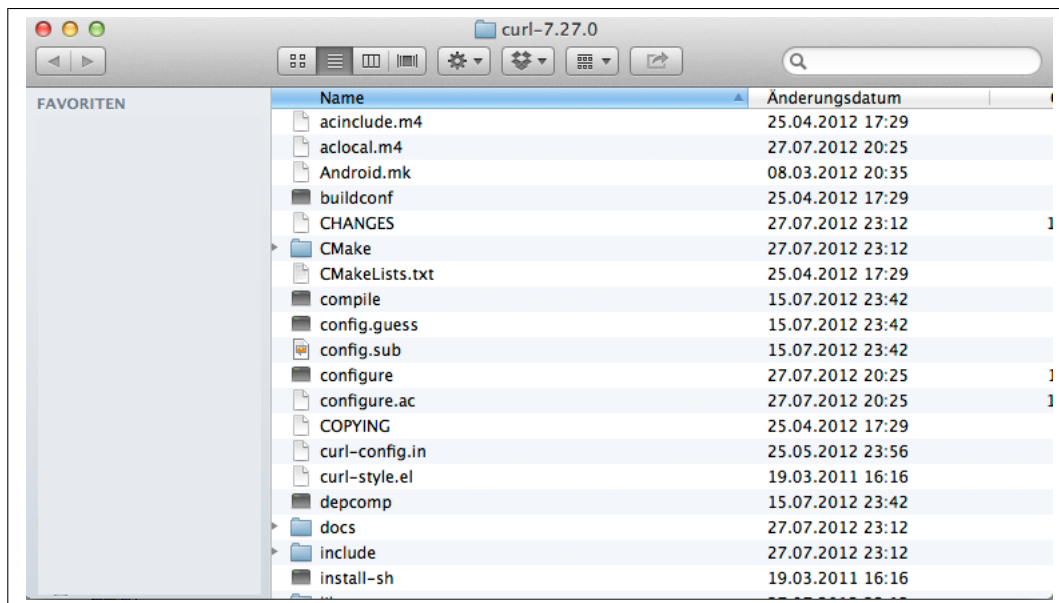 curl-7.27.0
FAVORITEN
Name Änderungsdatum
acinclude.m4 25.04.2012 17:29
aclocal.m4 27.07.2012 20:25
Android.mk 08.03.2012 20:35
buildconf 25.04.2012 17:29
CHANGES 27.07.2012 23:12
CMake 27.07.2012 23:12
CMakeLists.txt 25.04.2012 17:29
compile 15.07.2012 23:42
config.guess 15.07.2012 23:42
config.sub 15.07.2012 23:42
configure 27.07.2012 20:25
configure.ac 27.07.2012 20:25
COPYING 25.04.2012 17:29
curl-config.in 25.05.2012 23:56
curl-style.el 19.03.2011 16:16
depcomp 15.07.2012 23:42
docs 27.07.2012 23:12
include 27.07.2012 23:12
install-sh 19.03.2011 16:16